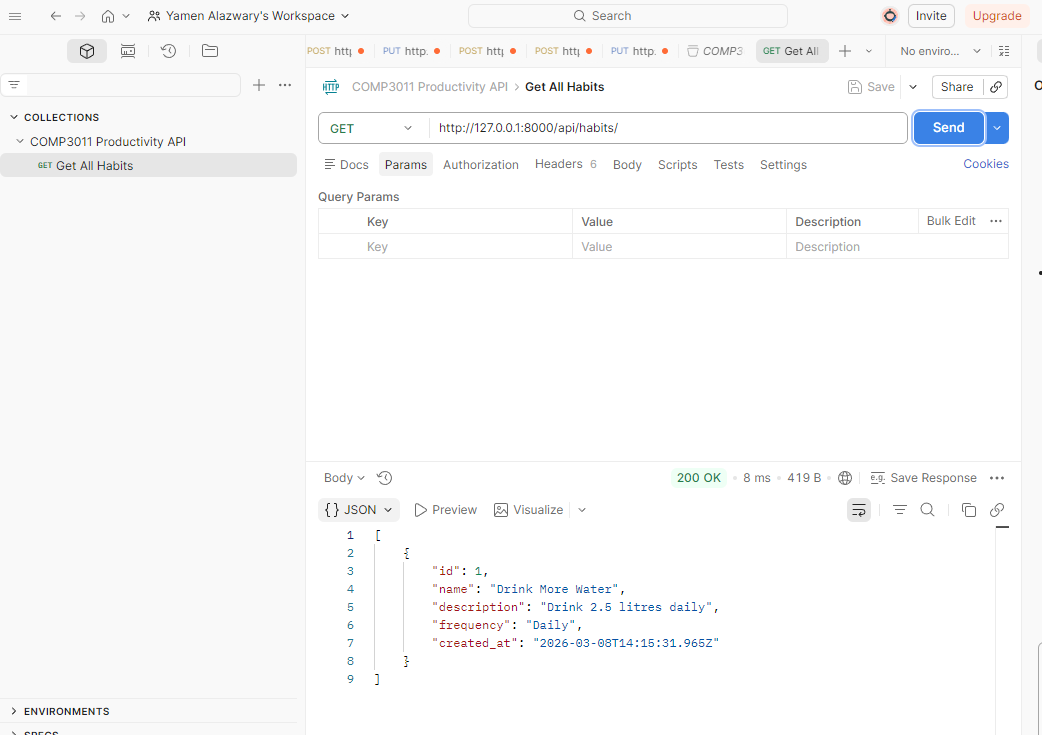 Yamen Alazwary's Workspace
Search
Invite
Upgrade
POST http
PUT http.
POST http
POST http
PUT http.
COMP3
GET Get All
No enviro...
COLLECTIONS
COMP3011 Productivity API
GET Get All Habits
HTTP COMP3011 Productivity API > Get All Habits
Save
Share
GET
http://127.0.0.1:8000/api/habits/
Send
Docs Params Authorization Headers 6 Body Scripts Tests Settings
Cookies
Query Params
Key Value Description Bulk Edit
Key Value Description
Body
200 OK • 8 ms • 419 B
e.g. Save Response
{} JSON
Preview
Visualize
1 [
2 {
3 "id": 1,
4 "name": "Drink More Water",
5 "description": "Drink 2.5 litres daily",
6 "frequency": "Daily",
7 "created_at": "2026-03-08T14:15:31.965Z"
8 }
9 ]
ENVIRONMENTS
SPECS